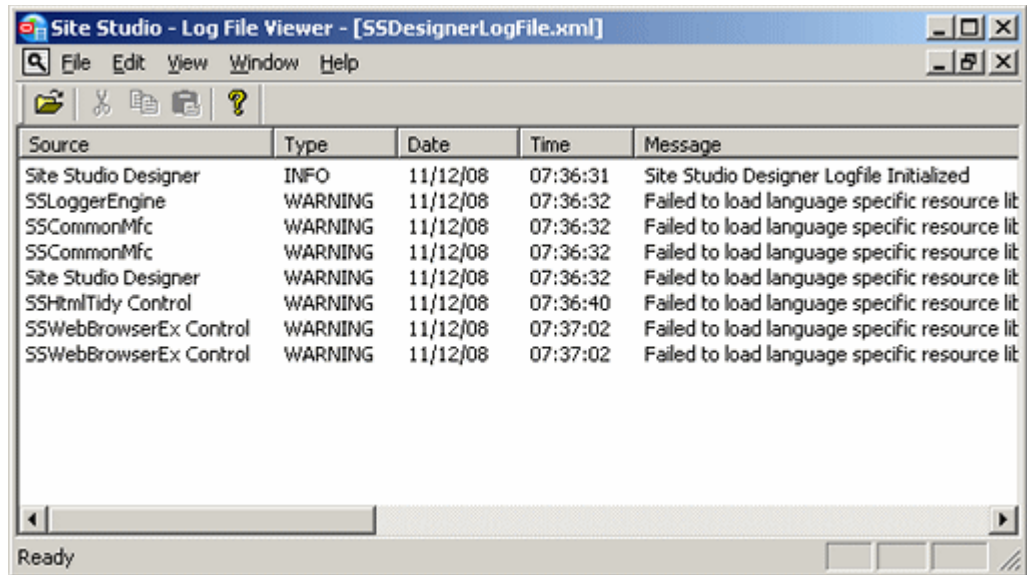 Site Studio - Log File Viewer - [SSDesignerLogFile.xml]
File Edit View Window Help
Source Type Date Time Message
Site Studio Designer INFO 11/12/08 07:36:31 Site Studio Designer Logfile Initialized
SSLoggerEngine WARNING 11/12/08 07:36:32 Failed to load language specific resource lib
SSCommonMfc WARNING 11/12/08 07:36:32 Failed to load language specific resource lib
SSCommonMfc WARNING 11/12/08 07:36:32 Failed to load language specific resource lib
Site Studio Designer WARNING 11/12/08 07:36:32 Failed to load language specific resource lib
SSHtmlTidy Control WARNING 11/12/08 07:36:40 Failed to load language specific resource lib
SSWebBrowserEx Control WARNING 11/12/08 07:37:02 Failed to load language specific resource lib
SSWebBrowserEx Control WARNING 11/12/08 07:37:02 Failed to load language specific resource lib
Ready